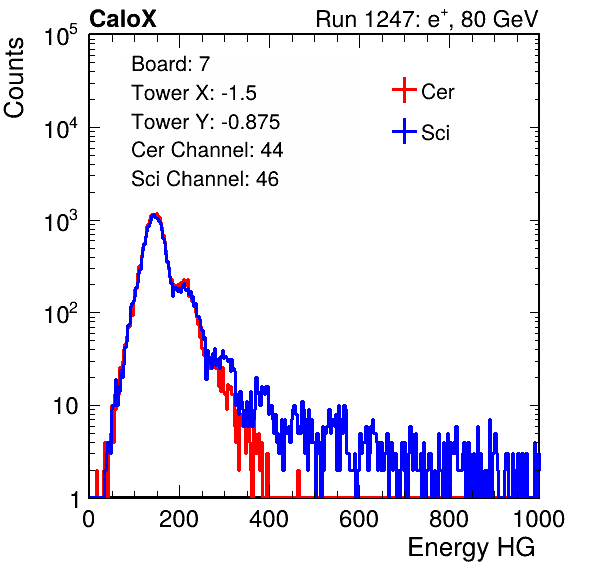 CaloX
Run 1247: e+, 80 GeV
Counts
10^5
10^4
10^3
10^2
10
1
Board: 7
Tower X: -1.5
Tower Y: -0.875
Cer Channel: 44
Sci Channel: 46
Cer
Sci
0 200 400 600 800 1000
Energy HG